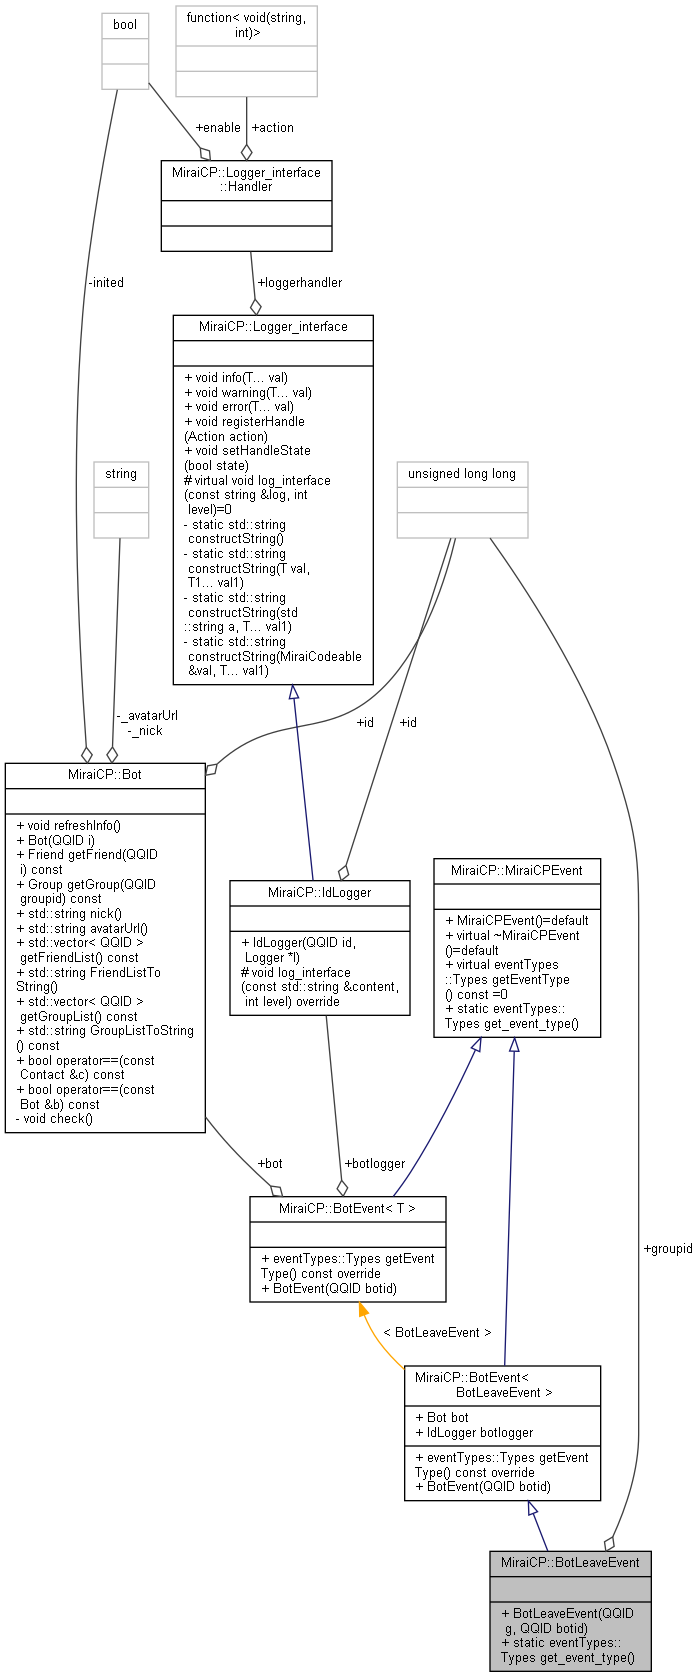 bool
function< void(string,
int)>
+enable
+action
MiraiCP::Logger_interface
::Handler
-inited
+loggerhandler
MiraiCP::Logger_interface
+ void info(T... val)
+ void warning(T... val)
+ void error(T... val)
+ void registerHandle
(Action action)
+ void setHandleState
(bool state)
# virtual void log_interface
(const string &log, int
level)=0
- static std::string
constructString()
- static std::string
constructString(T val,
T1... val1)
- static std::string
constructString(std
::string a, T... val1)
- static std::string
constructString(MiraiCodeable
&val, T... val1)
string
unsigned long long
-_avatarUrl
-_nick
+id
+id
MiraiCP::Bot
+ void refreshInfo()
+ Bot(QQID i)
+ Friend getFriend(QQID
i) const
+ Group getGroup(QQID
groupid) const
+ std::string nick()
+ std::string avatarUrl()
+ std::vector< QQID >
getFriendList() const
+ std::string FriendListTo
String()
+ std::vector< QQID >
getGroupList() const
+ std::string GroupListToString
() const
+ bool operator==(const
Contact &c) const
+ bool operator==(const
Bot &b) const
- void check()
MiraiCP::IdLogger
+ IdLogger(QQID id,
Logger *l)
# void log_interface
(const std::string &content,
int level) override
MiraiCP::MiraiCPEvent
+ MiraiCPEvent()=default
+ virtual ~MiraiCPEvent
()=default
+ virtual eventTypes
::Types getEventType
() const =0
+ static eventTypes::
Types get_event_type()
+bot
+botlogger
MiraiCP::BotEvent< T >
+ eventTypes::Types getEvent
Type() const override
+ BotEvent(QQID botid)
+groupid
< BotLeaveEvent >
MiraiCP::BotEvent<
BotLeaveEvent >
+ Bot bot
+ IdLogger botlogger
+ eventTypes::Types getEvent
Type() const override
+ BotEvent(QQID botid)
MiraiCP::BotLeaveEvent
+ BotLeaveEvent(QQID
g, QQID botid)
+ static eventTypes::
Types get_event_type()